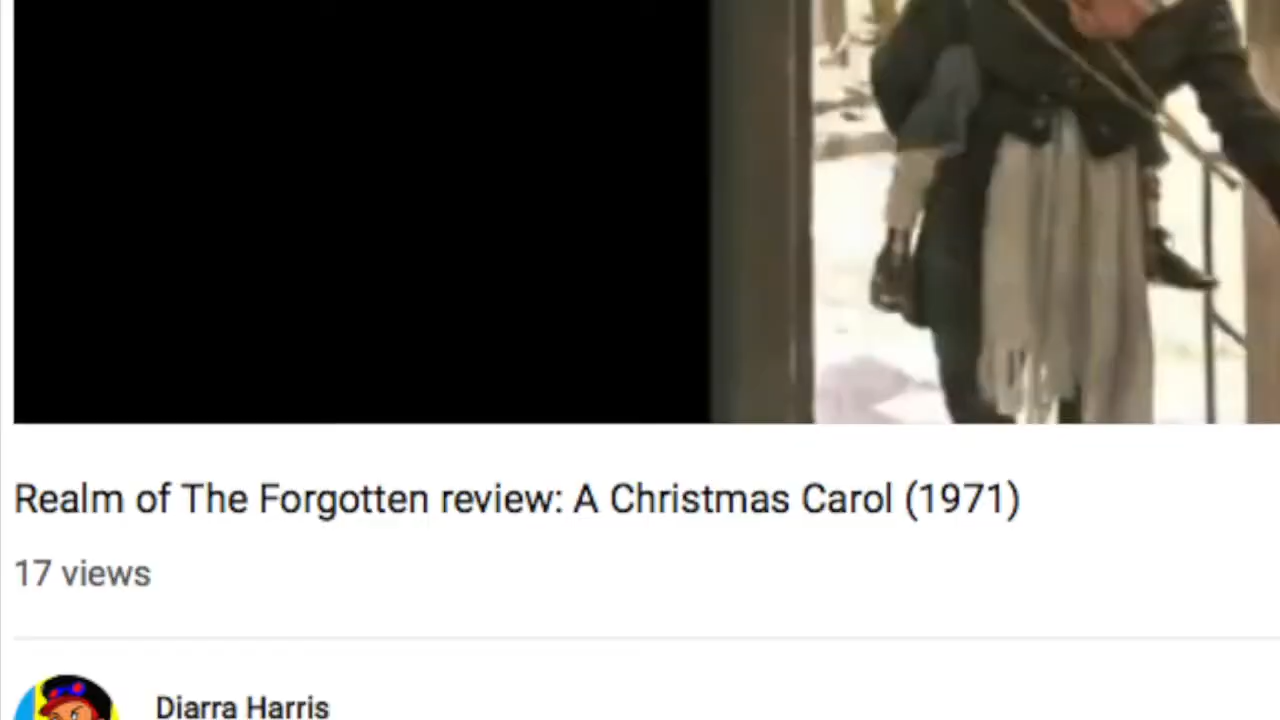 Realm of The Forgotten review: A Christmas Carol (1971)
17 views
Diarra Harris